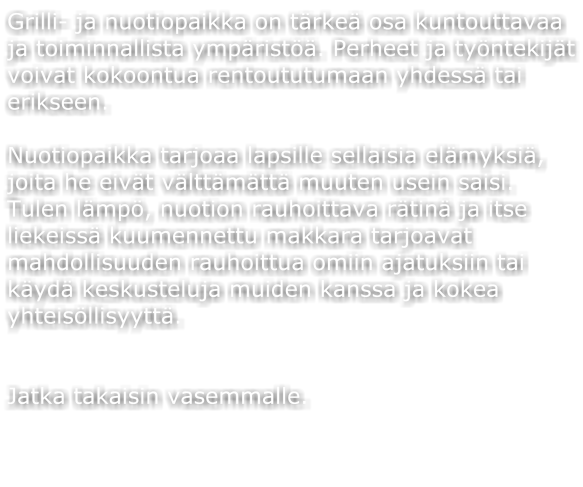 Grilli- ja nuotiopaikka on tärkeä osa kuntouttavaa
ja toiminnallista ympäristöä. Perheet ja työntekijät
voivat kokoontua rentoututumaan yhdessä tai
erikseen.
Nuotiopaikka tarjoaa lapsille sellaisia elämyksiä,
joita he eivät välttämättä muuten usein saisi.
Tulen lämpö, nuotion rauhoittava rätinä ja itse
liekeissä kuumennettu makkara tarjoavat
mahdollisuuden rauhoittua omiin ajatuksiin tai
käydä keskusteluja muiden kanssa ja kokea
yhteisöllisyyttä.
Jatka takaisin vasemmalle.